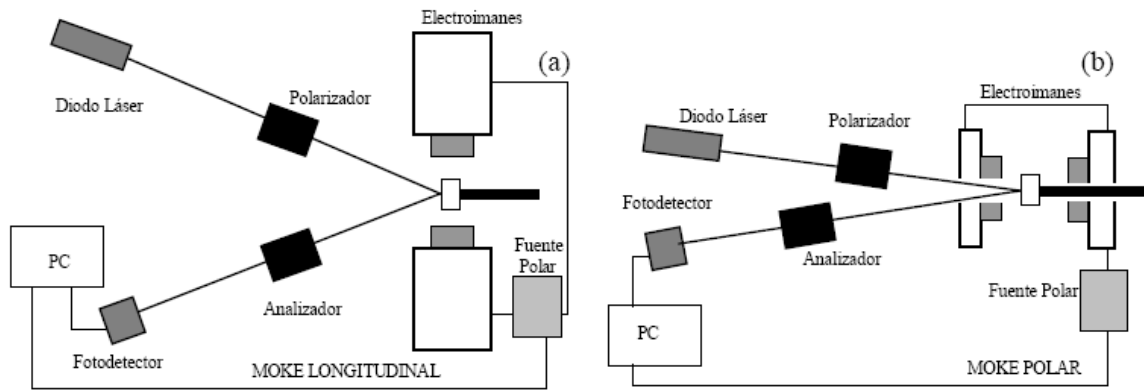 (a)
Electroimanes
Diodo Láser
Polarizador
PC
Fotodetector
Analizador
Fuente
Polar
MOKE LONGITUDINAL
(b)
Electroimanes
Diodo Láser
Polarizador
Fotodetector
Analizador
PC
Fuente Polar
MOKE POLAR